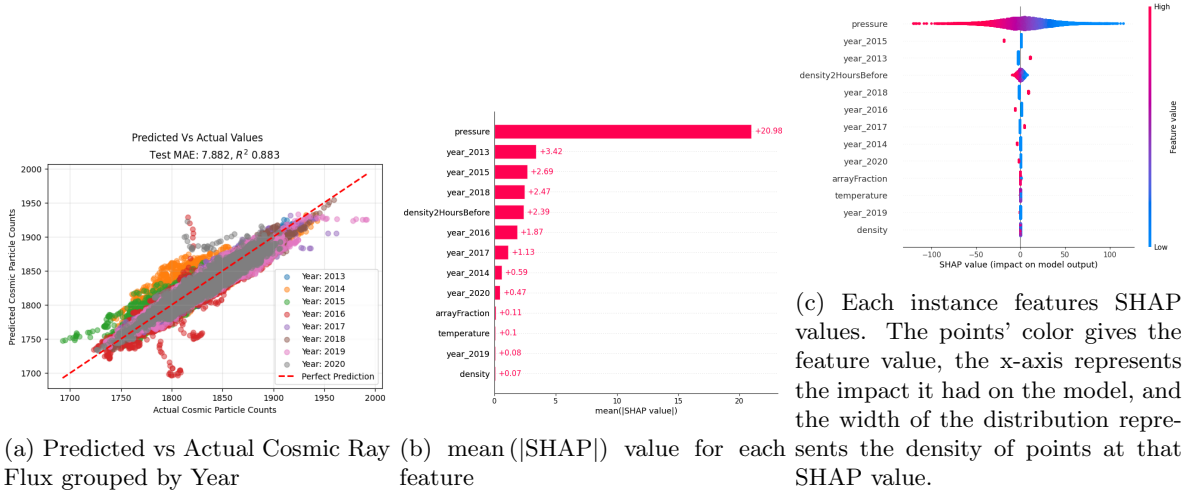 Predicted Vs Actual Values
Test MAE: 7.882, R² 0.883
Predicted Cosmic Particle Counts
2000
1950
1900
1850
1800
1750
1700
Year: 2013
Year: 2014
Year: 2015
Year: 2016
Year: 2017
Year: 2018
Year: 2019
Year: 2020
Perfect Prediction
1700 1750 1800 1850 1900 1950 2000
Actual Cosmic Particle Counts
(a) Predicted vs Actual Cosmic Ray
Flux grouped by Year
pressure +20.98
year_2013 +3.42
year_2015 +2.69
year_2018 +2.47
density2HoursBefore +2.39
year_2016 +1.87
year_2017 +1.13
year_2014 +0.59
year_2020 +0.47
arrayFraction +0.11
temperature +0.1
year_2019 +0.08
density +0.07
0 5 10 15 20
mean(|SHAP value|)
(b) mean(|SHAP|) value for each
feature
High
pressure
year_2015
year_2013
density2HoursBefore
year_2018
year_2016
year_2017
year_2014
year_2020
arrayFraction
temperature
year_2019
density
Low
Feature value
−100 −50 0 50 100
SHAP value (impact on model output)
(c) Each instance features SHAP
values. The points' color gives the
feature value, the x-axis represents
the impact it had on the model, and
the width of the distribution repre-
sents the density of points at that
SHAP value.